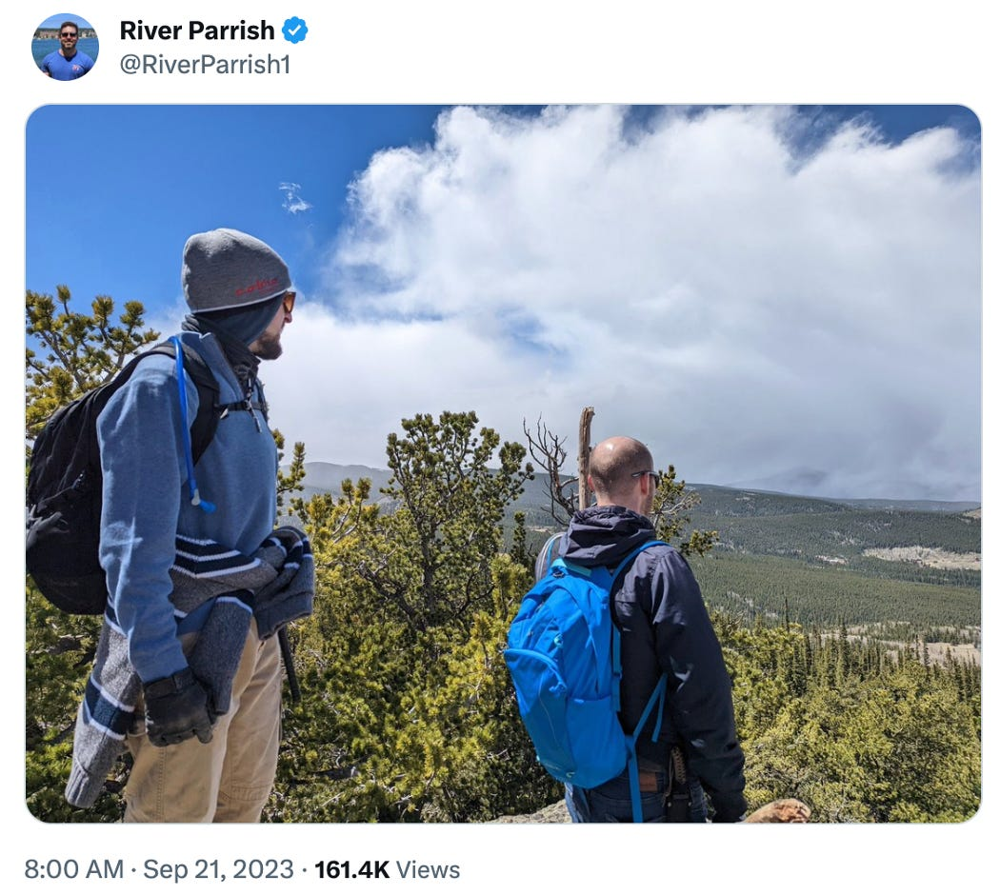 River Parrish
@RiverParrish1
8:00 AM · Sep 21, 2023 · 161.4K Views